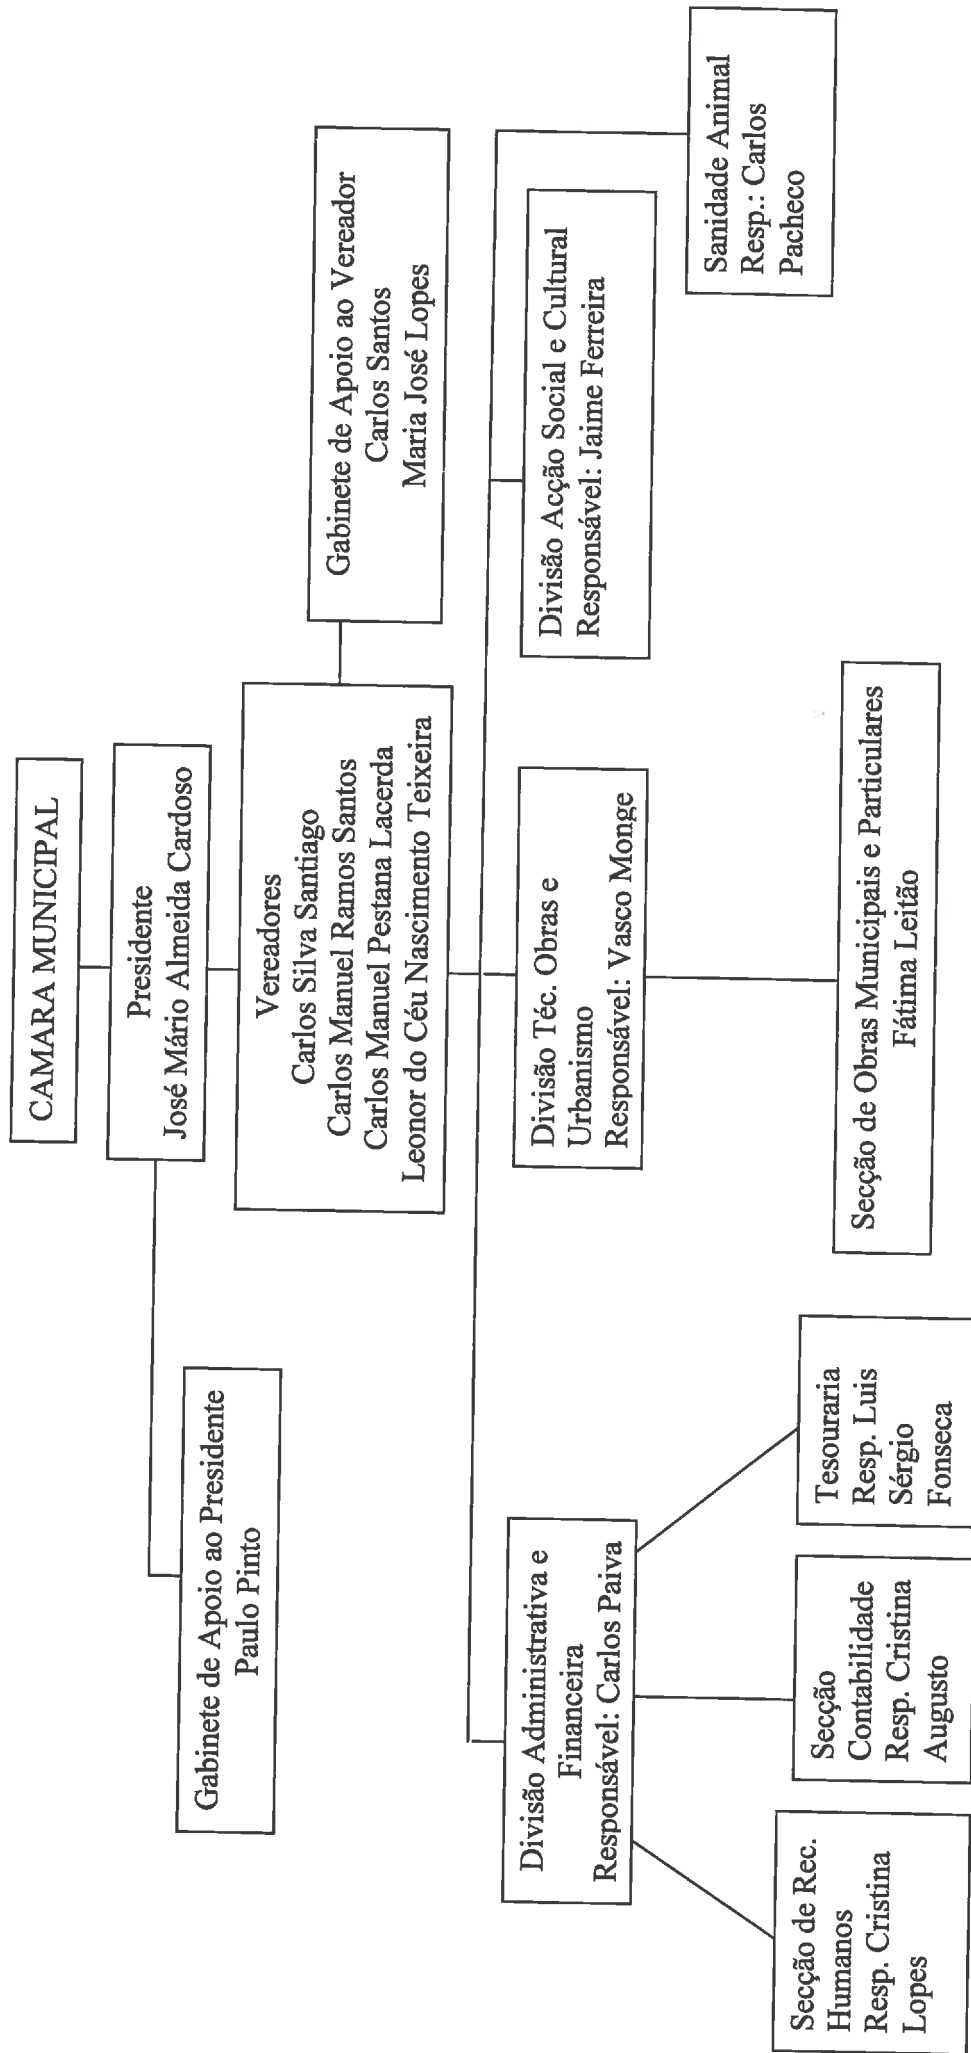 CAMARA MUNICIPAL
Presidente
José Mário Almeida Cardoso
Gabinete de Apoio ao Presidente
Paulo Pinto
Vereadores
Carlos Silva Santiago
Carlos Manuel Ramos Santos
Carlos Manuel Pestana Lacerda
Leonor do Céu Nascimento Teixeira
Gabinete de Apoio ao Vereador
Carlos Santos
Maria José Lopes
Divisão Administrativa e
Financeira
Responsável: Carlos Paiva
Divisão Téc. Obras e
Urbanismo
Responsável: Vasco Monge
Divisão Acção Social e Cultural
Responsável: Jaime Ferreira
Sanidade Animal
Resp.: Carlos
Pacheco
Secção de Rec.
Humanos
Resp. Cristina
Lopes
Secção
Contabilidade
Resp. Cristina
Augusto
Tesouraria
Resp. Luis
Sérgio
Fonseca
Secção de Obras Municipais e Particulares
Fátima Leitão